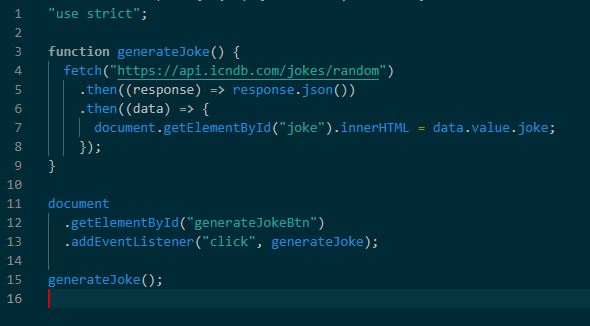 1 "use strict";
2
3 function generateJoke() {
4   fetch("https://api.icndb.com/jokes/random")
5     .then((response) => response.json())
6     .then((data) => {
7       document.getElementById("joke").innerHTML = data.value.joke;
8     });
9 }
10
11 document
12   .getElementById("generateJokeBtn")
13   .addEventListener("click", generateJoke);
14
15 generateJoke();
16